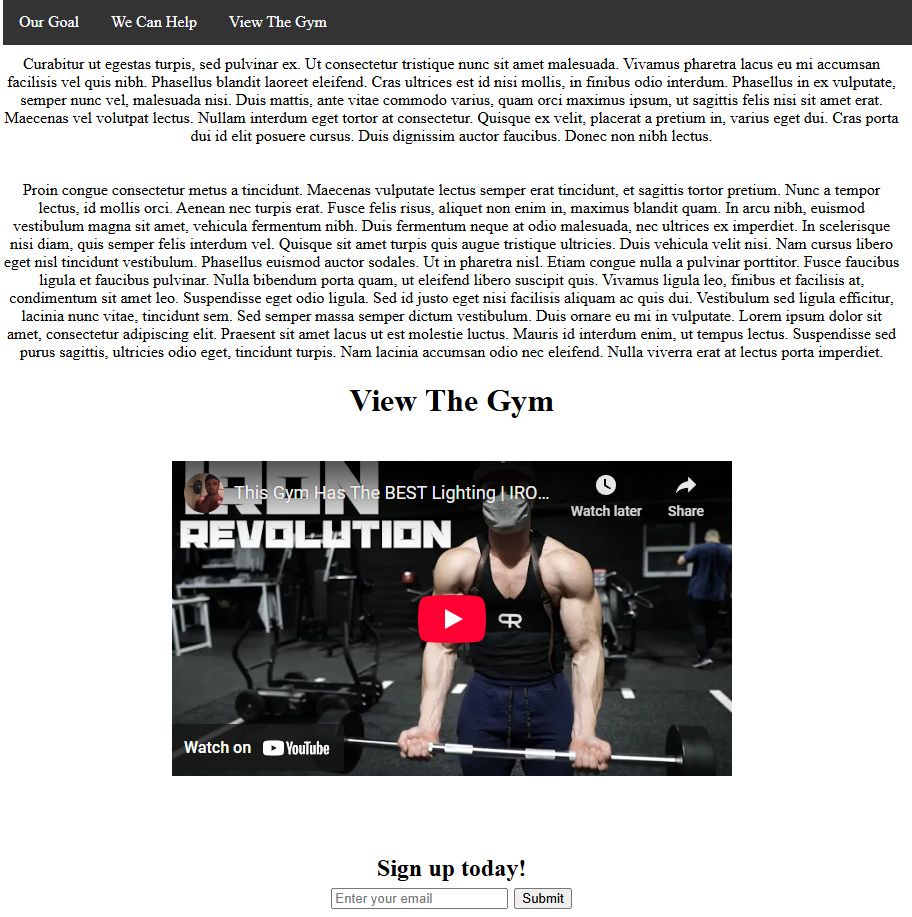 Our Goal We Can Help View The Gym
Curabitur ut egestas turpis, sed pulvinar ex. Ut consectetur tristique nunc sit amet malesuada. Vivamus pharetra lacus eu mi accumsan
facilisis vel quis nibh. Phasellus blandit laoreet eleifend. Cras ultrices est id nisi mollis, in finibus odio interdum. Phasellus in ex vulputate,
semper nunc vel, malesuada nisi. Duis mattis, ante vitae commodo varius, quam orci maximus ipsum, ut sagittis felis nisi sit amet erat.
Maecenas vel volutpat lectus. Nullam interdum eget tortor at consectetur. Quisque ex velit, placerat a pretium in, varius eget dui. Cras porta
dui id elit posuere cursus. Duis dignissim auctor faucibus. Donec non nibh lectus.
Proin congue consectetur metus a tincidunt. Maecenas vulputate lectus semper erat tincidunt, et sagittis tortor pretium. Nunc a tempor
lectus, id mollis orci. Aenean nec turpis erat. Fusce felis risus, aliquet non enim in, maximus blandit quam. In arcu nibh, euismod
vestibulum magna sit amet, vehicula fermentum nibh. Duis fermentum neque at odio malesuada, nec ultrices ex imperdiet. In scelerisque
nisi diam, quis semper felis interdum vel. Quisque sit amet turpis quis augue tristique ultricies. Duis vehicula velit nisi. Nam cursus libero
eget nisl tincidunt vestibulum. Phasellus euismod auctor sodales. Ut in pharetra nisl. Etiam congue nulla a pulvinar porttitor. Fusce faucibus
ligula et faucibus pulvinar. Nulla bibendum porta quam, ut eleifend libero suscipit quis. Vivamus ligula leo, finibus et facilisis at,
condimentum sit amet leo. Suspendisse eget odio ligula. Sed id justo eget nisi facilisis aliquam ac quis dui. Vestibulum sed ligula efficitur,
lacinia nunc vitae, tincidunt sem. Sed semper massa semper dictum vestibulum. Duis ornare eu mi in vulputate. Lorem ipsum dolor sit
amet, consectetur adipiscing elit. Praesent sit amet lacus ut est molestie luctus. Mauris id interdum enim, ut tempus lectus. Suspendisse sed
purus sagittis, ultricies odio eget, tincidunt turpis. Nam lacinia accumsan odio nec eleifend. Nulla viverra erat at lectus porta imperdiet.
View The Gym
IRON
This Gym Has The BEST Lighting | IRO...
Watch later Share
REVOLUTION
PR
Watch on YouTube
Sign up today!
Enter your email Submit